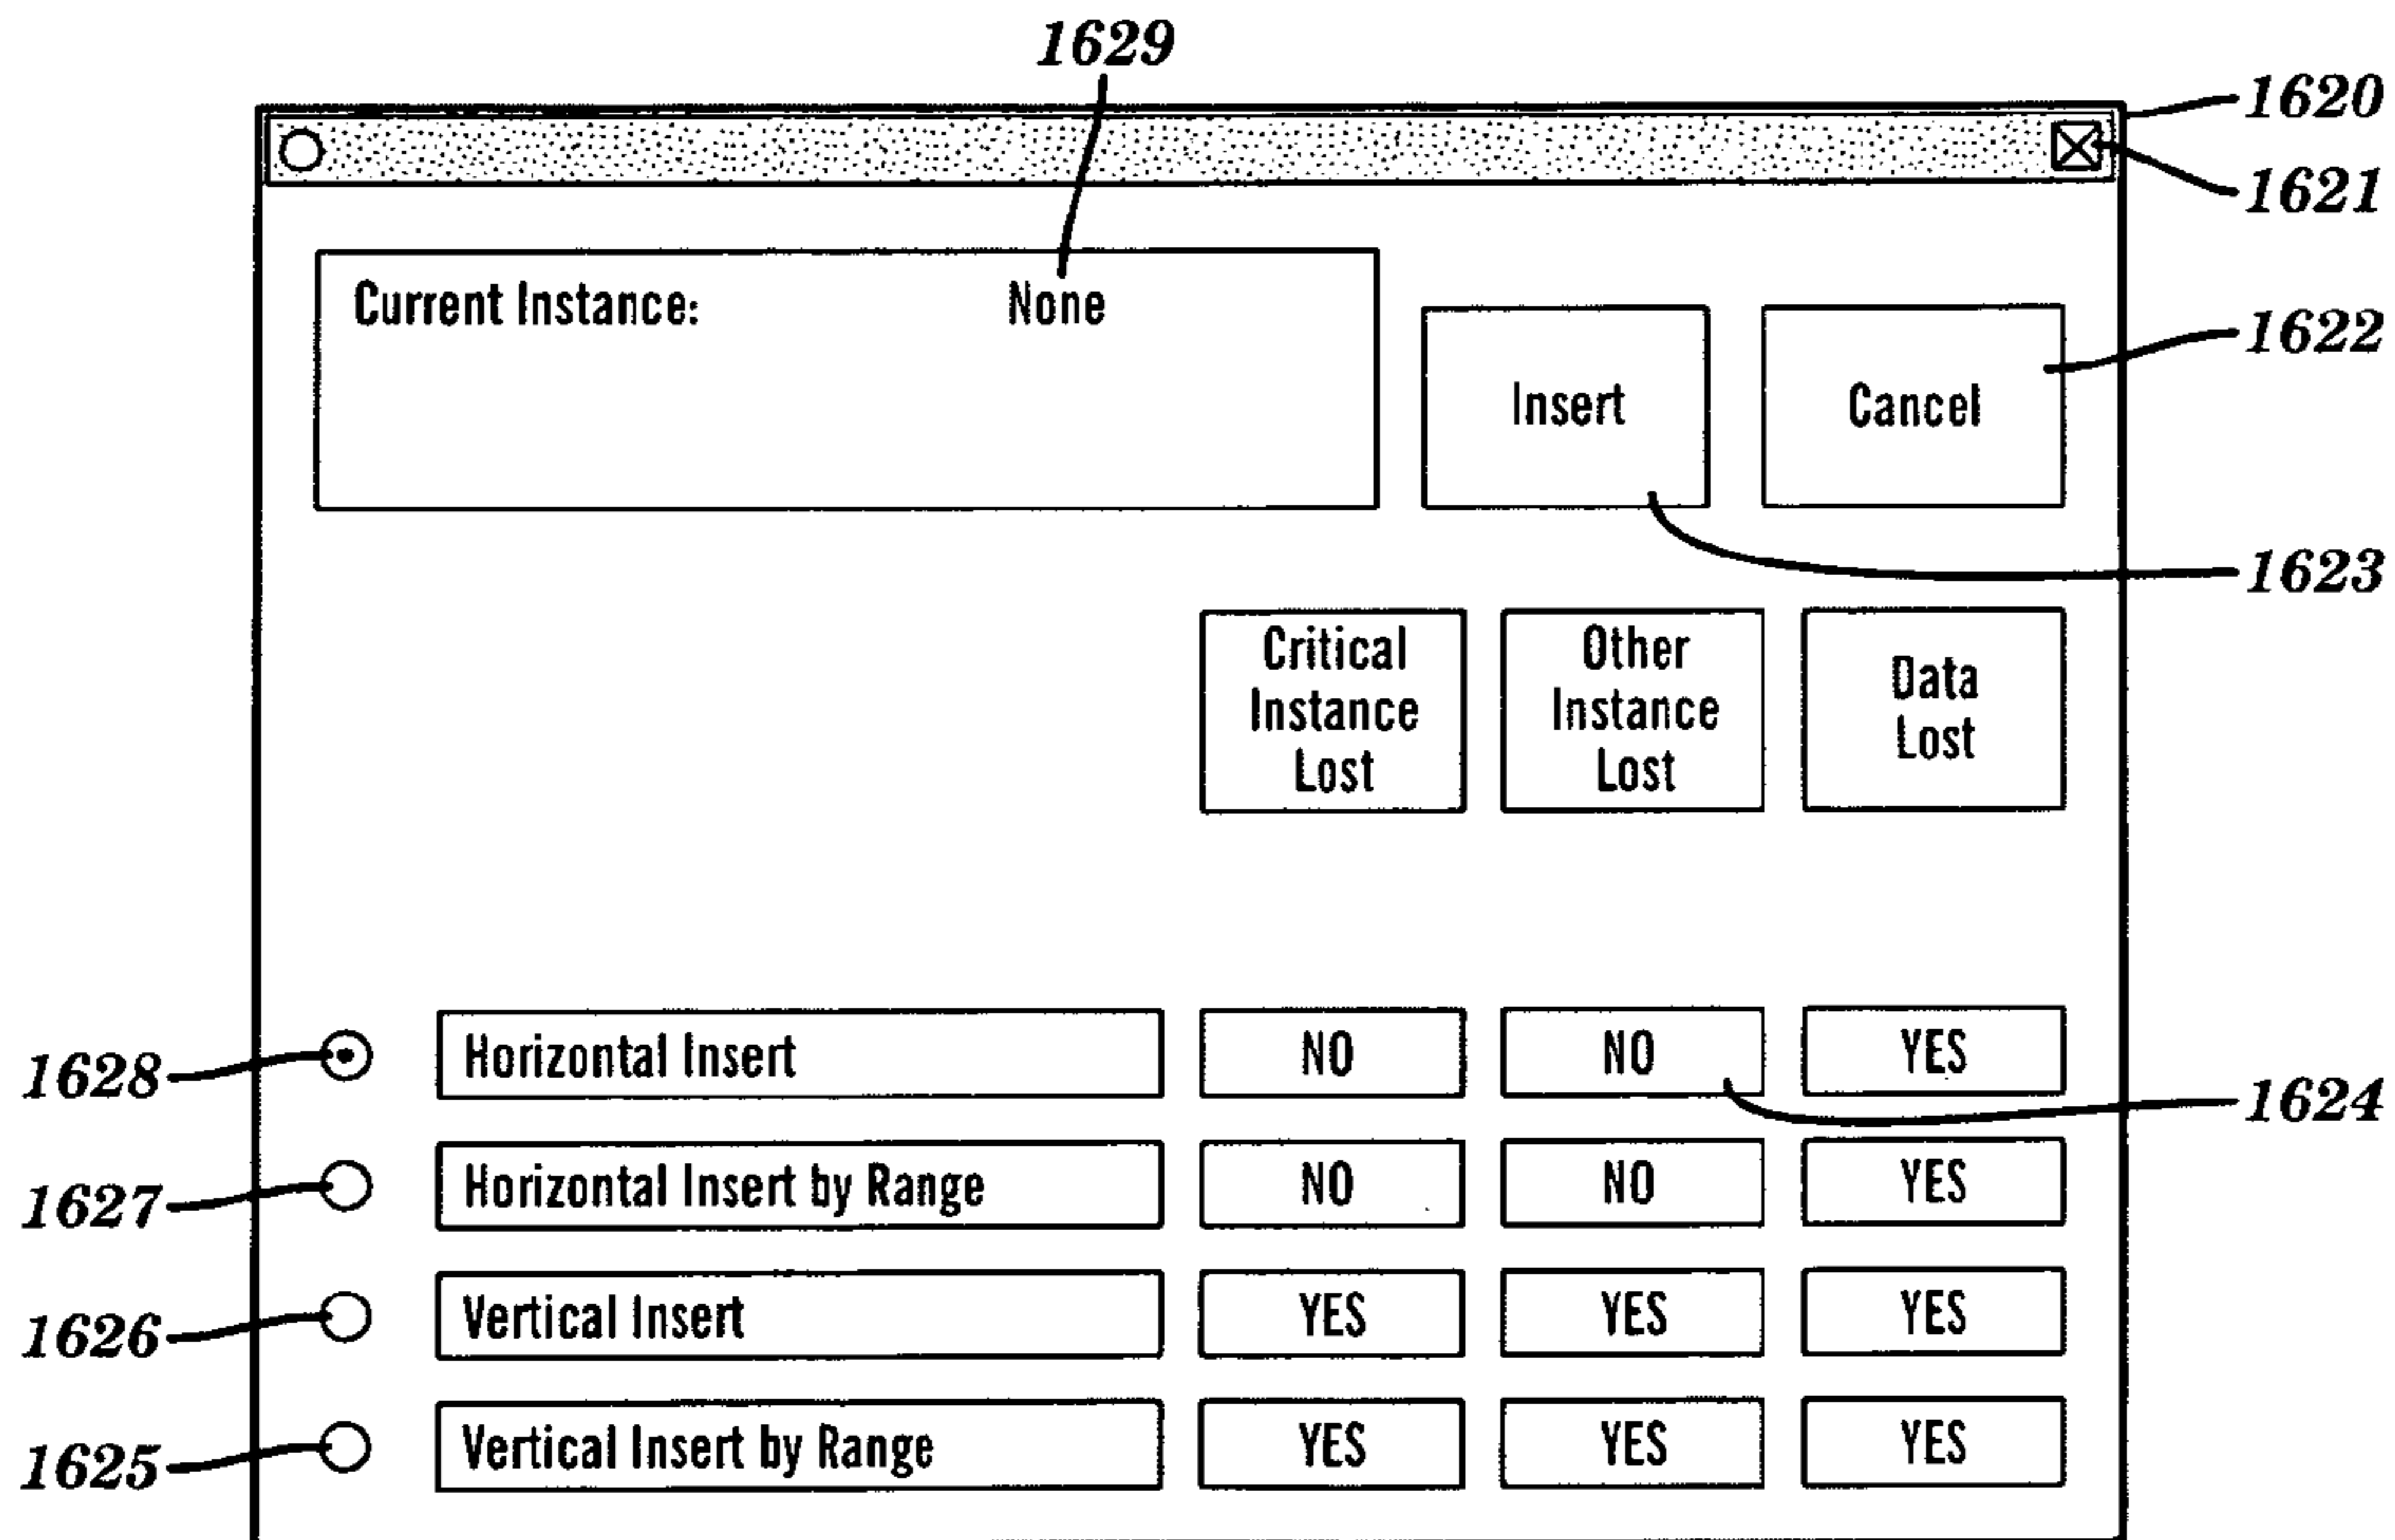 1629
1620
1621
Current Instance: None
1622
Insert
Cancel
1623
Critical
Instance
Lost
Other
Instance
Lost
Data
Lost
1628 Horizontal Insert NO NO YES
1624
1627 Horizontal Insert by Range NO NO YES
1626 Vertical Insert YES YES YES
1625 Vertical Insert by Range YES YES YES